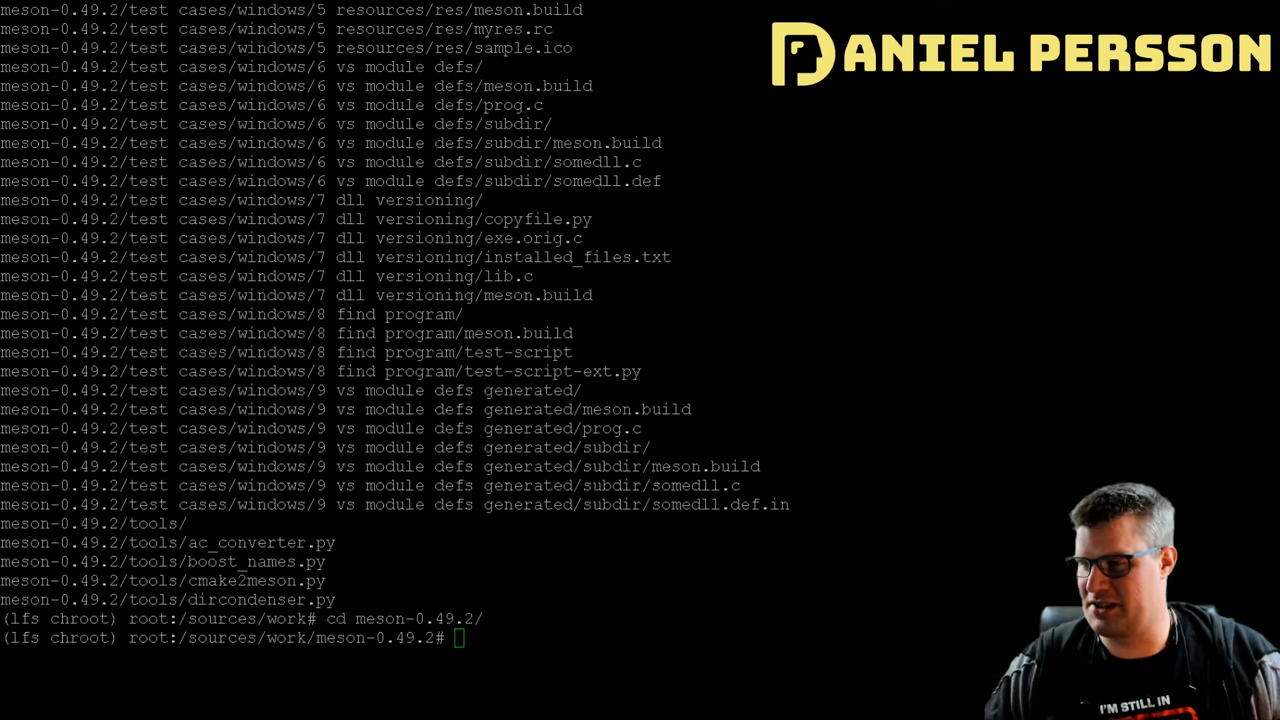 meson-0.49.2/test cases/windows/5 resources/res/meson.build
meson-0.49.2/test cases/windows/5 resources/res/myres.rc
meson-0.49.2/test cases/windows/5 resources/res/sample.ico
meson-0.49.2/test cases/windows/6 vs module defs/
meson-0.49.2/test cases/windows/6 vs module defs/meson.build
meson-0.49.2/test cases/windows/6 vs module defs/prog.c
meson-0.49.2/test cases/windows/6 vs module defs/subdir/
meson-0.49.2/test cases/windows/6 vs module defs/subdir/meson.build
meson-0.49.2/test cases/windows/6 vs module defs/subdir/somedll.c
meson-0.49.2/test cases/windows/6 vs module defs/subdir/somedll.def
meson-0.49.2/test cases/windows/7 dll versioning/
meson-0.49.2/test cases/windows/7 dll versioning/copyfile.py
meson-0.49.2/test cases/windows/7 dll versioning/exe.orig.c
meson-0.49.2/test cases/windows/7 dll versioning/installed_files.txt
meson-0.49.2/test cases/windows/7 dll versioning/lib.c
meson-0.49.2/test cases/windows/7 dll versioning/meson.build
meson-0.49.2/test cases/windows/8 find program/
meson-0.49.2/test cases/windows/8 find program/meson.build
meson-0.49.2/test cases/windows/8 find program/test-script
meson-0.49.2/test cases/windows/8 find program/test-script-ext.py
meson-0.49.2/test cases/windows/9 vs module defs generated/
meson-0.49.2/test cases/windows/9 vs module defs generated/meson.build
meson-0.49.2/test cases/windows/9 vs module defs generated/prog.c
meson-0.49.2/test cases/windows/9 vs module defs generated/subdir/
meson-0.49.2/test cases/windows/9 vs module defs generated/subdir/meson.build
meson-0.49.2/test cases/windows/9 vs module defs generated/subdir/somedll.c
meson-0.49.2/test cases/windows/9 vs module defs generated/subdir/somedll.def.in
meson-0.49.2/tools/
meson-0.49.2/tools/ac_converter.py
meson-0.49.2/tools/boost_names.py
meson-0.49.2/tools/cmake2meson.py
meson-0.49.2/tools/dircondenser.py
(lfs chroot) root:/sources/work# cd meson-0.49.2/
(lfs chroot) root:/sources/work/meson-0.49.2#
DANIEL PERSSON
I'M STILL IN